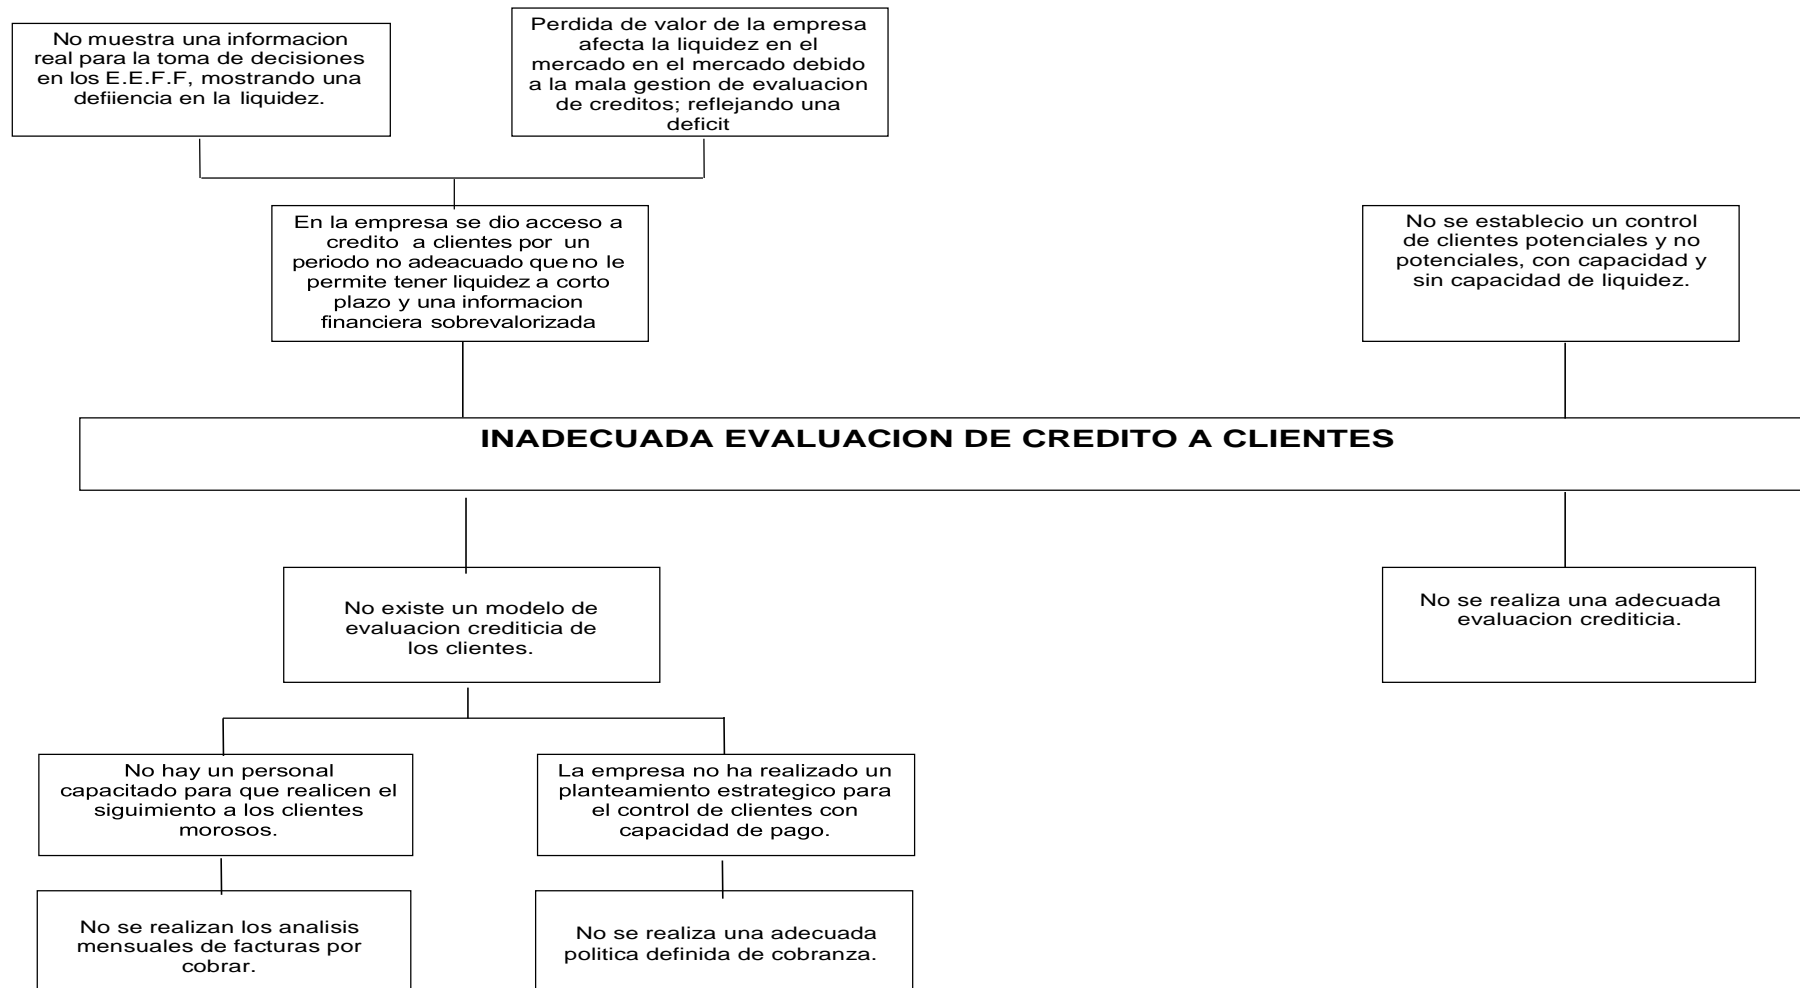 No muestra una informacion
real para la toma de decisiones
en los E.E.F.F, mostrando una
defiiencia en la liquidez.
Perdida de valor de la empresa
afecta la liquidez en el
mercado en el mercado debido
a la mala gestion de evaluacion
de creditos; reflejando una
deficit
En la empresa se dio acceso a
credito a clientes por un
periodo no adeacuado que no le
permite tener liquidez a corto
plazo y una informacion
financiera sobrevalorizada
No se establecio un control
de clientes potenciales y no
potenciales, con capacidad y
sin capacidad de liquidez.
INADECUADA EVALUACION DE CREDITO A CLIENTES
No existe un modelo de
evaluacion crediticia de
los clientes.
No se realiza una adecuada
evaluacion crediticia.
No hay un personal
capacitado para que realicen el
siguimiento a los clientes
morosos.
La empresa no ha realizado un
planteamiento estrategico para
el control de clientes con
capacidad de pago.
No se realizan los analisis
mensuales de facturas por
cobrar.
No se realiza una adecuada
politica definida de cobranza.